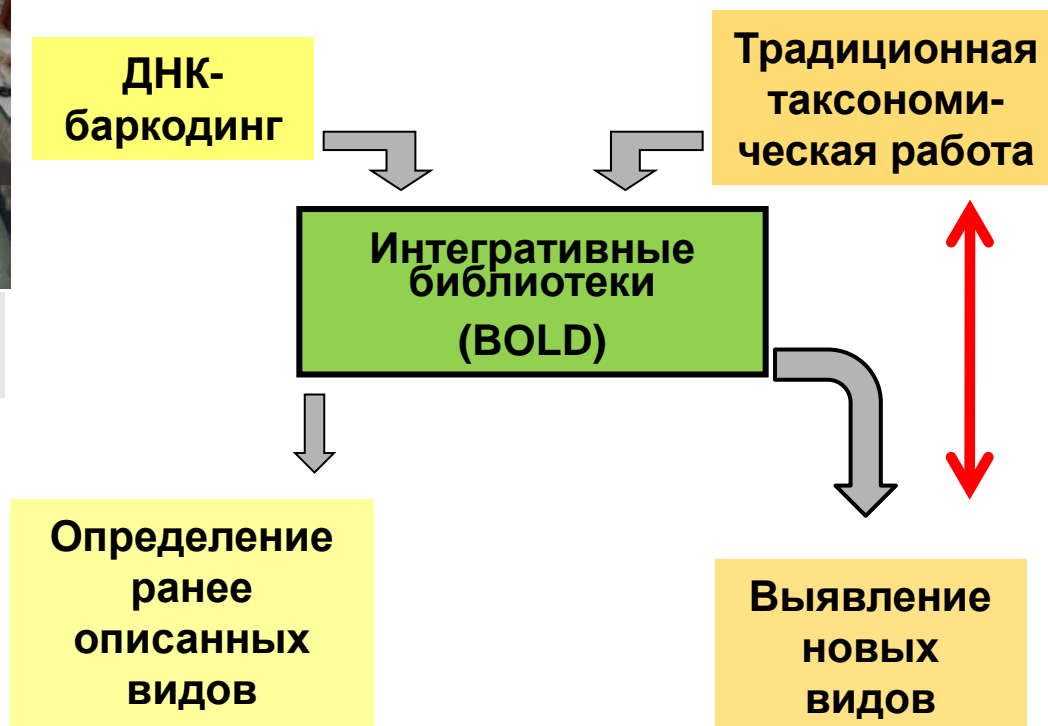 ДНК-
баркодинг
Традиционная
таксономи-
ческая работа
Интегративные
библиотеки
(BOLD)
Определение
ранее
описанных
видов
Выявление
новых
видов